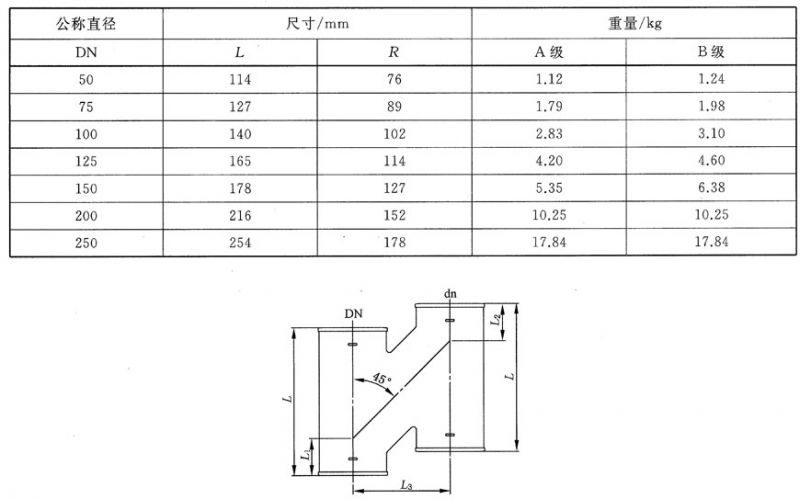 公称直径 尺寸/mm 重量/kg
DN L R A 级 B 级
50 114 76 1.12 1.24
75 127 89 1.79 1.98
100 140 102 2.83 3.10
125 165 114 4.20 4.60
150 178 127 5.35 6.38
200 216 152 10.25 10.25
250 254 178 17.84 17.84
dn
DN
L₂
45°
L
L
L₁
L₃